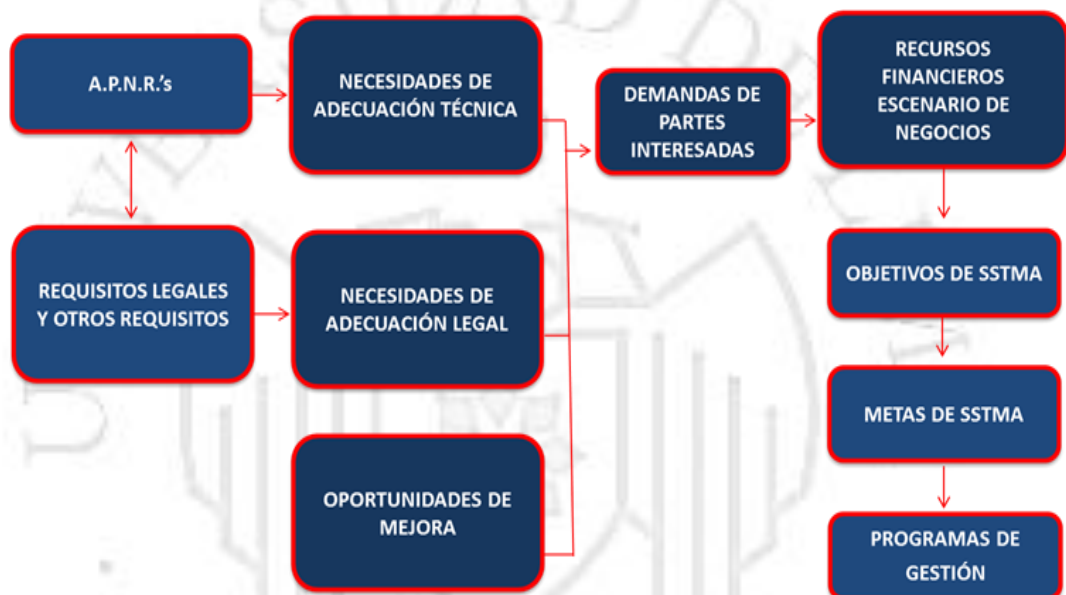 A.P.N.R.'s
NECESIDADES DE
ADECUACIÓN TÉCNICA
DEMANDAS DE
PARTES
INTERESADAS
RECURSOS
FINANCIEROS
ESCENARIO DE
NEGOCIOS
REQUISITOS LEGALES
Y OTROS REQUISITOS
NECESIDADES DE
ADECUACIÓN LEGAL
OBJETIVOS DE SSTMA
METAS DE SSTMA
OPORTUNIDADES DE
MEJORA
PROGRAMAS DE
GESTIÓN